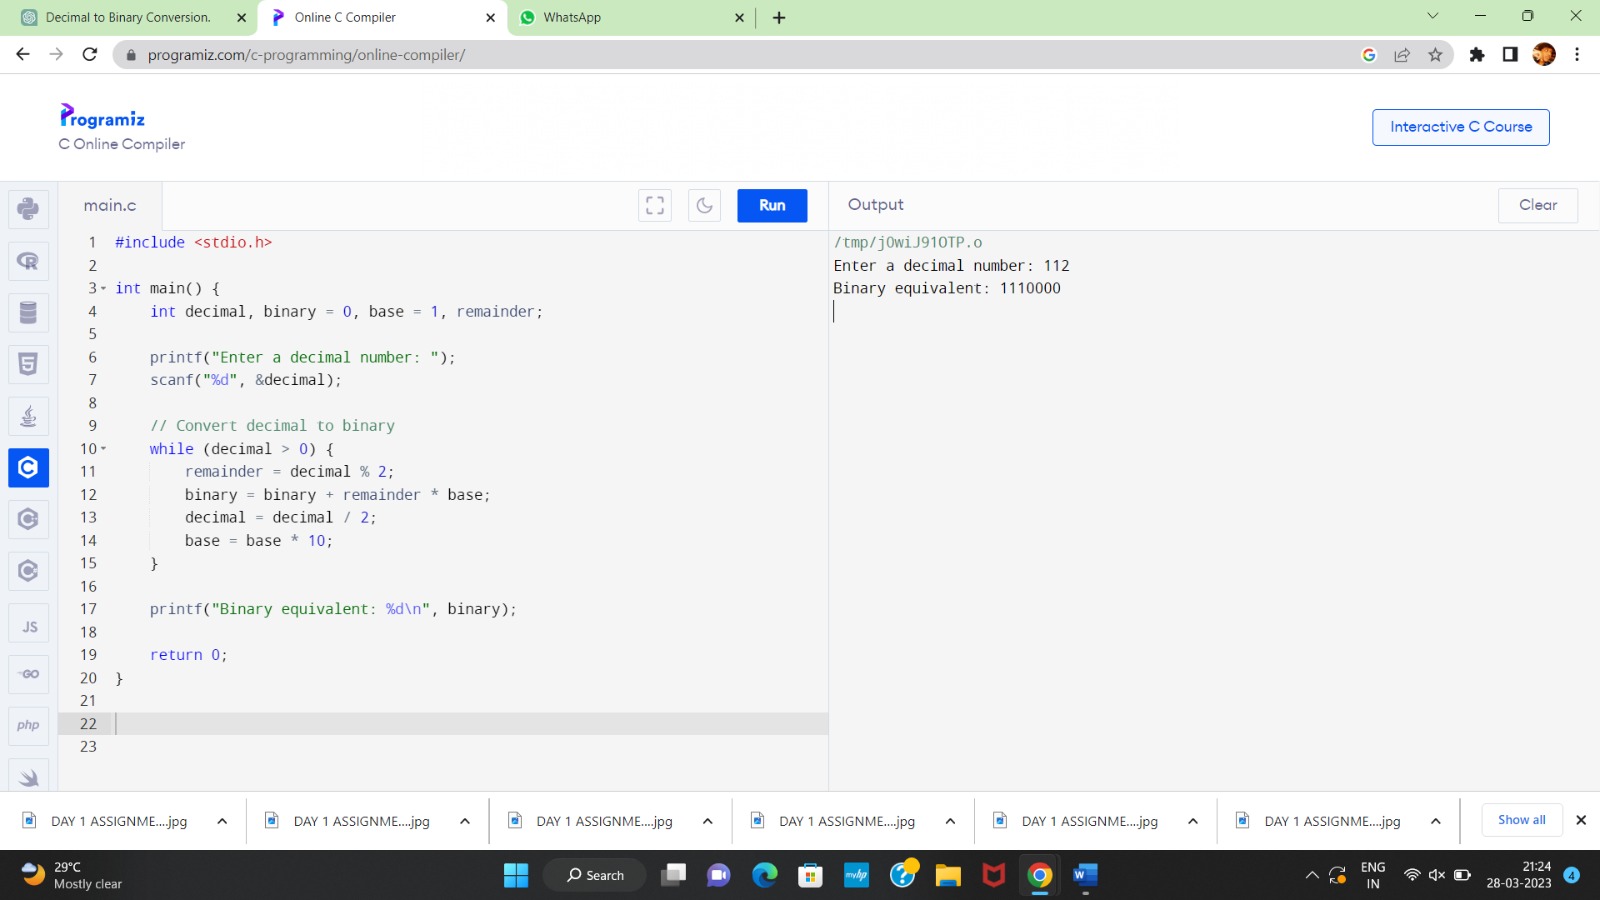 Decimal to Binary Conversion.
Online C Compiler
WhatsApp
programiz.com/c-programming/online-compiler/
Programiz
C Online Compiler
Interactive C Course
main.c
Run
Output
Clear
1 #include <stdio.h>
2
3 int main() {
4 int decimal, binary = 0, base = 1, remainder;
5
6 printf("Enter a decimal number: ");
7 scanf("%d", &decimal);
8
9 // Convert decimal to binary
10 while (decimal > 0) {
11 remainder = decimal % 2;
12 binary = binary + remainder * base;
13 decimal = decimal / 2;
14 base = base * 10;
15 }
16
17 printf("Binary equivalent: %d\n", binary);
18
19 return 0;
20 }
21
22
23
/tmp/jOwiJ91OTP.o
Enter a decimal number: 112
Binary equivalent: 1110000
JS
GO
php
DAY 1 ASSIGNME....jpg
DAY 1 ASSIGNME....jpg
DAY 1 ASSIGNME....jpg
DAY 1 ASSIGNME....jpg
DAY 1 ASSIGNME....jpg
DAY 1 ASSIGNME....jpg
Show all
29°C
Mostly clear
Search
myhp
ENG
IN
21:24
28-03-2023
4